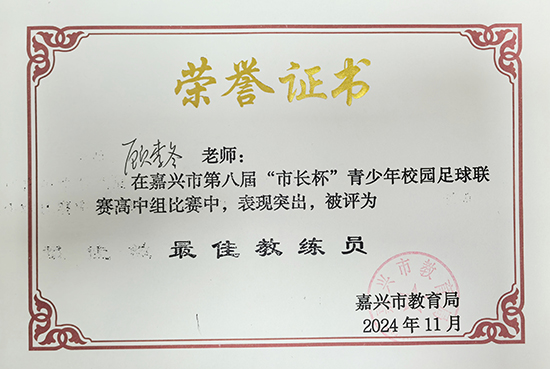 荣誉证书
顾 冬 老师：
在嘉兴市第八届“市长杯”青少年校园足球联
赛高中组比赛中，表现突出，被评为
最佳教练员
嘉兴市教育局
2024年11月